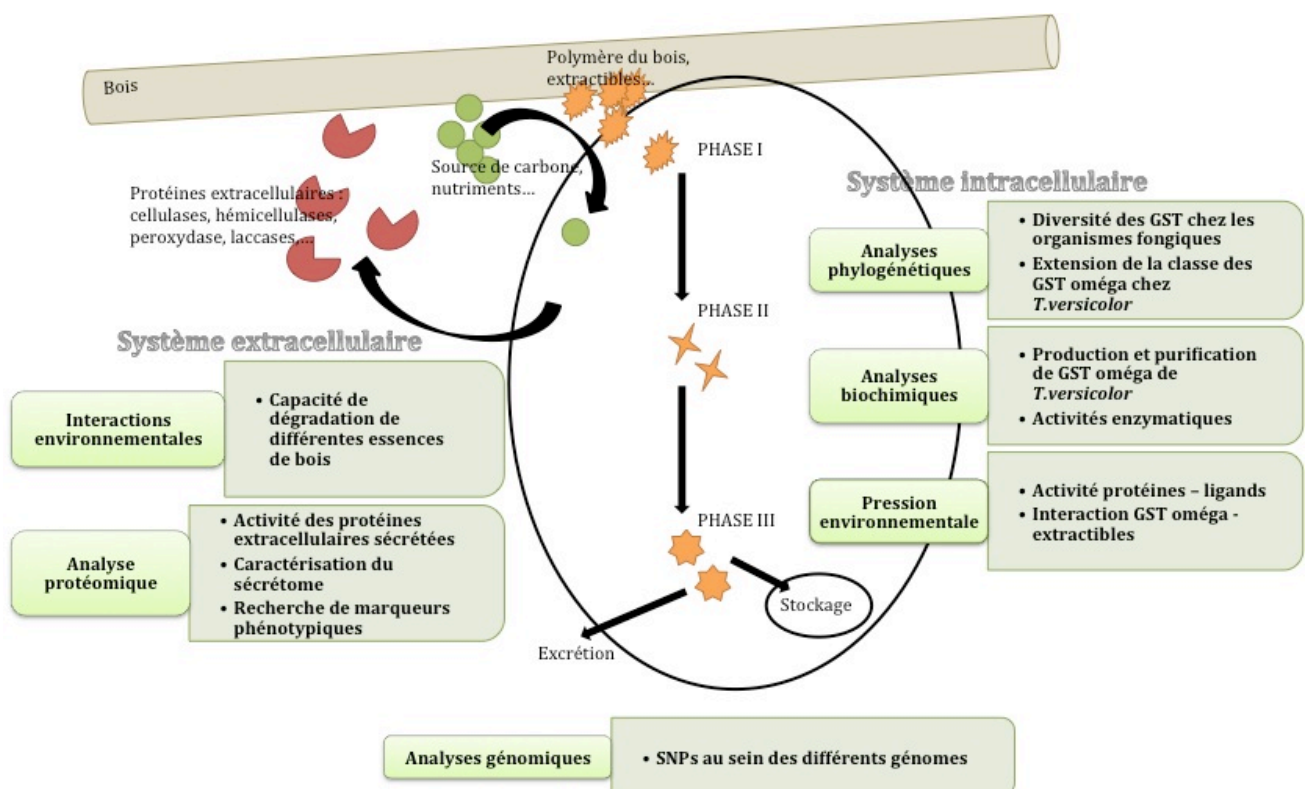 Polymère du bois,
extractibles...
Bois
PHASE I
Source de carbone,
nutriments...
Protéines extracellulaires :
cellulases, hémicellulases,
peroxydase, laccases,...
Système intracellulaire
Analyses
phylogénétiques
• Diversité des GST chez les
organismes fongiques
• Extension de la classe des
GST oméga chez
T.versicolor
PHASE II
Système extracellulaire
Analyses
biochimiques
• Production et purification
de GST oméga de
T.versicolor
• Activités enzymatiques
Interactions
environnementales
• Capacité de
dégradation de
différentes essences
de bois
Pression
environnementale
• Activité protéines – ligands
• Interaction GST oméga -
extractibles
PHASE III
Analyse
protéomique
• Activité des protéines
extracellulaires sécrétées
• Caractérisation du
sécrétome
• Recherche de marqueurs
phénotypiques
Stockage
Excrétion
Analyses génomiques
• SNPs au sein des différents génomes